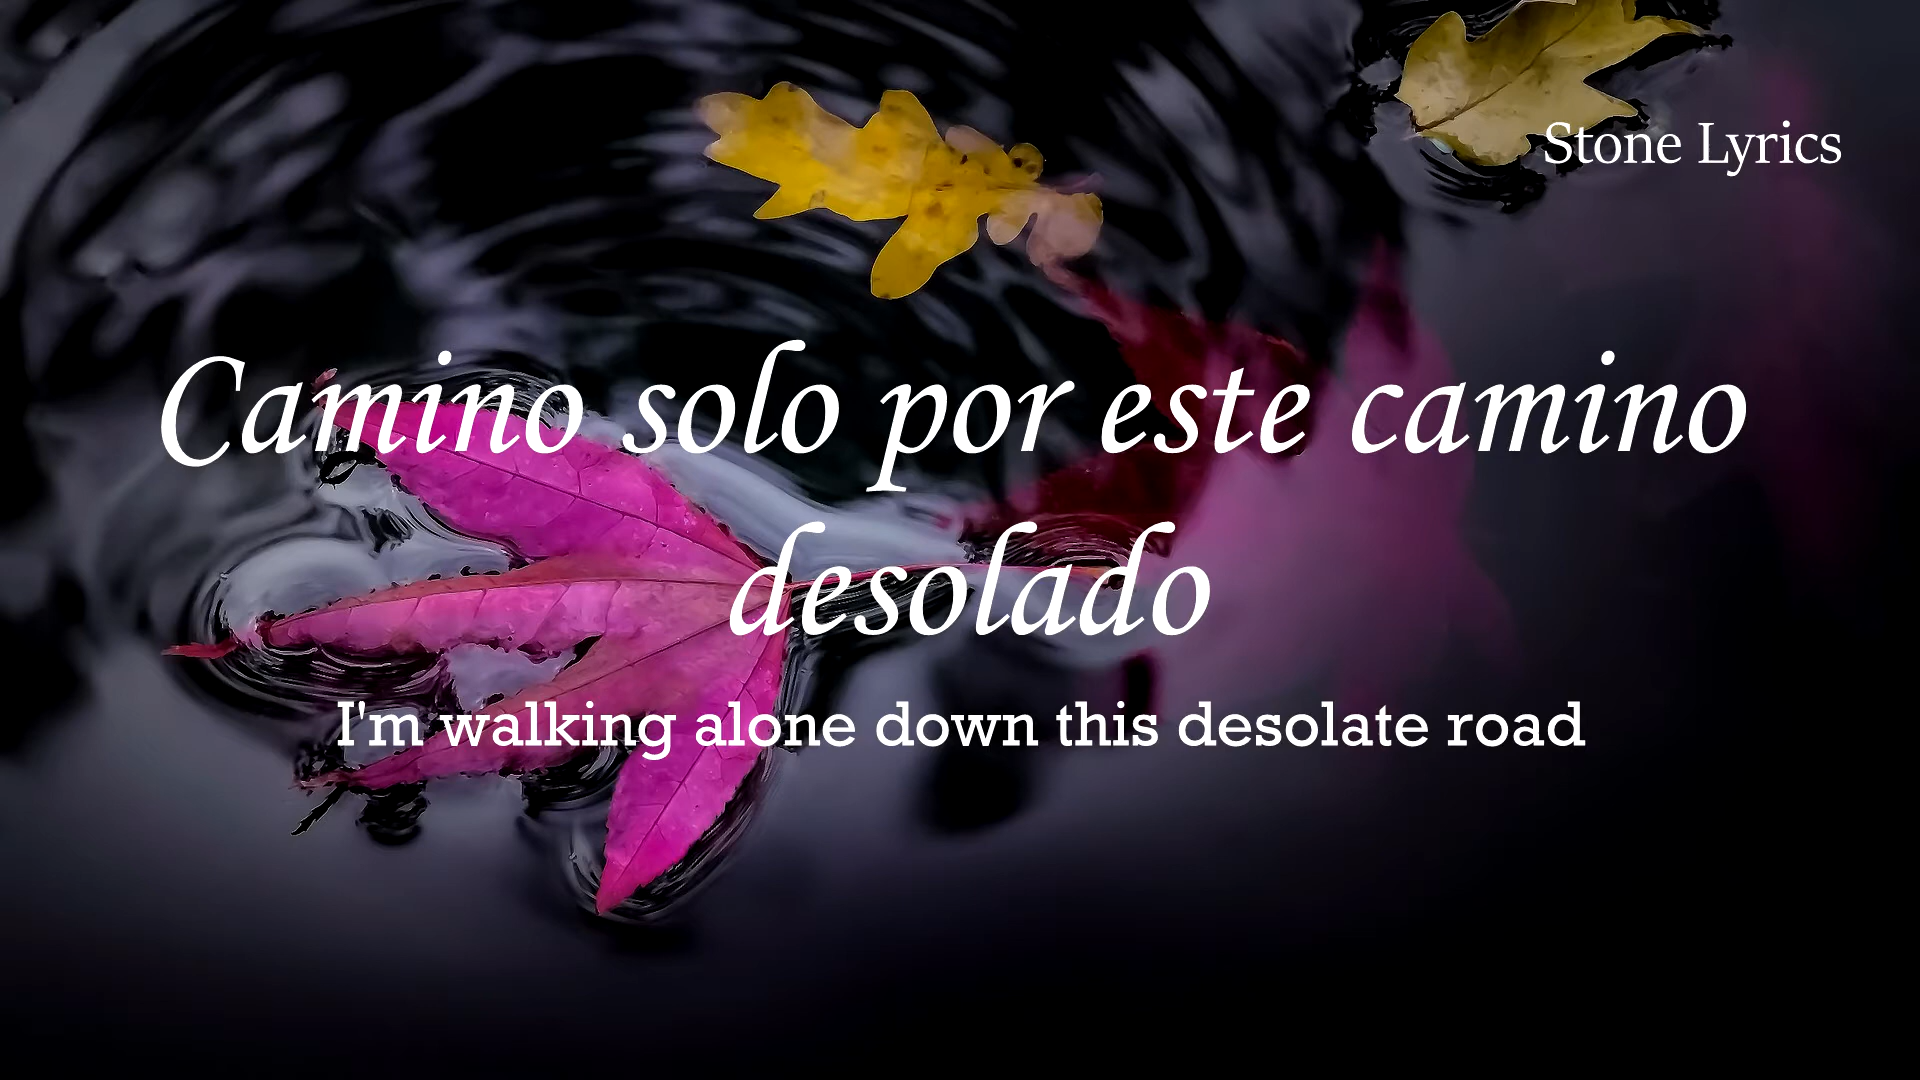 Stone Lyrics
Camino solo por este camino
desolado
I'm walking alone down this desolate road